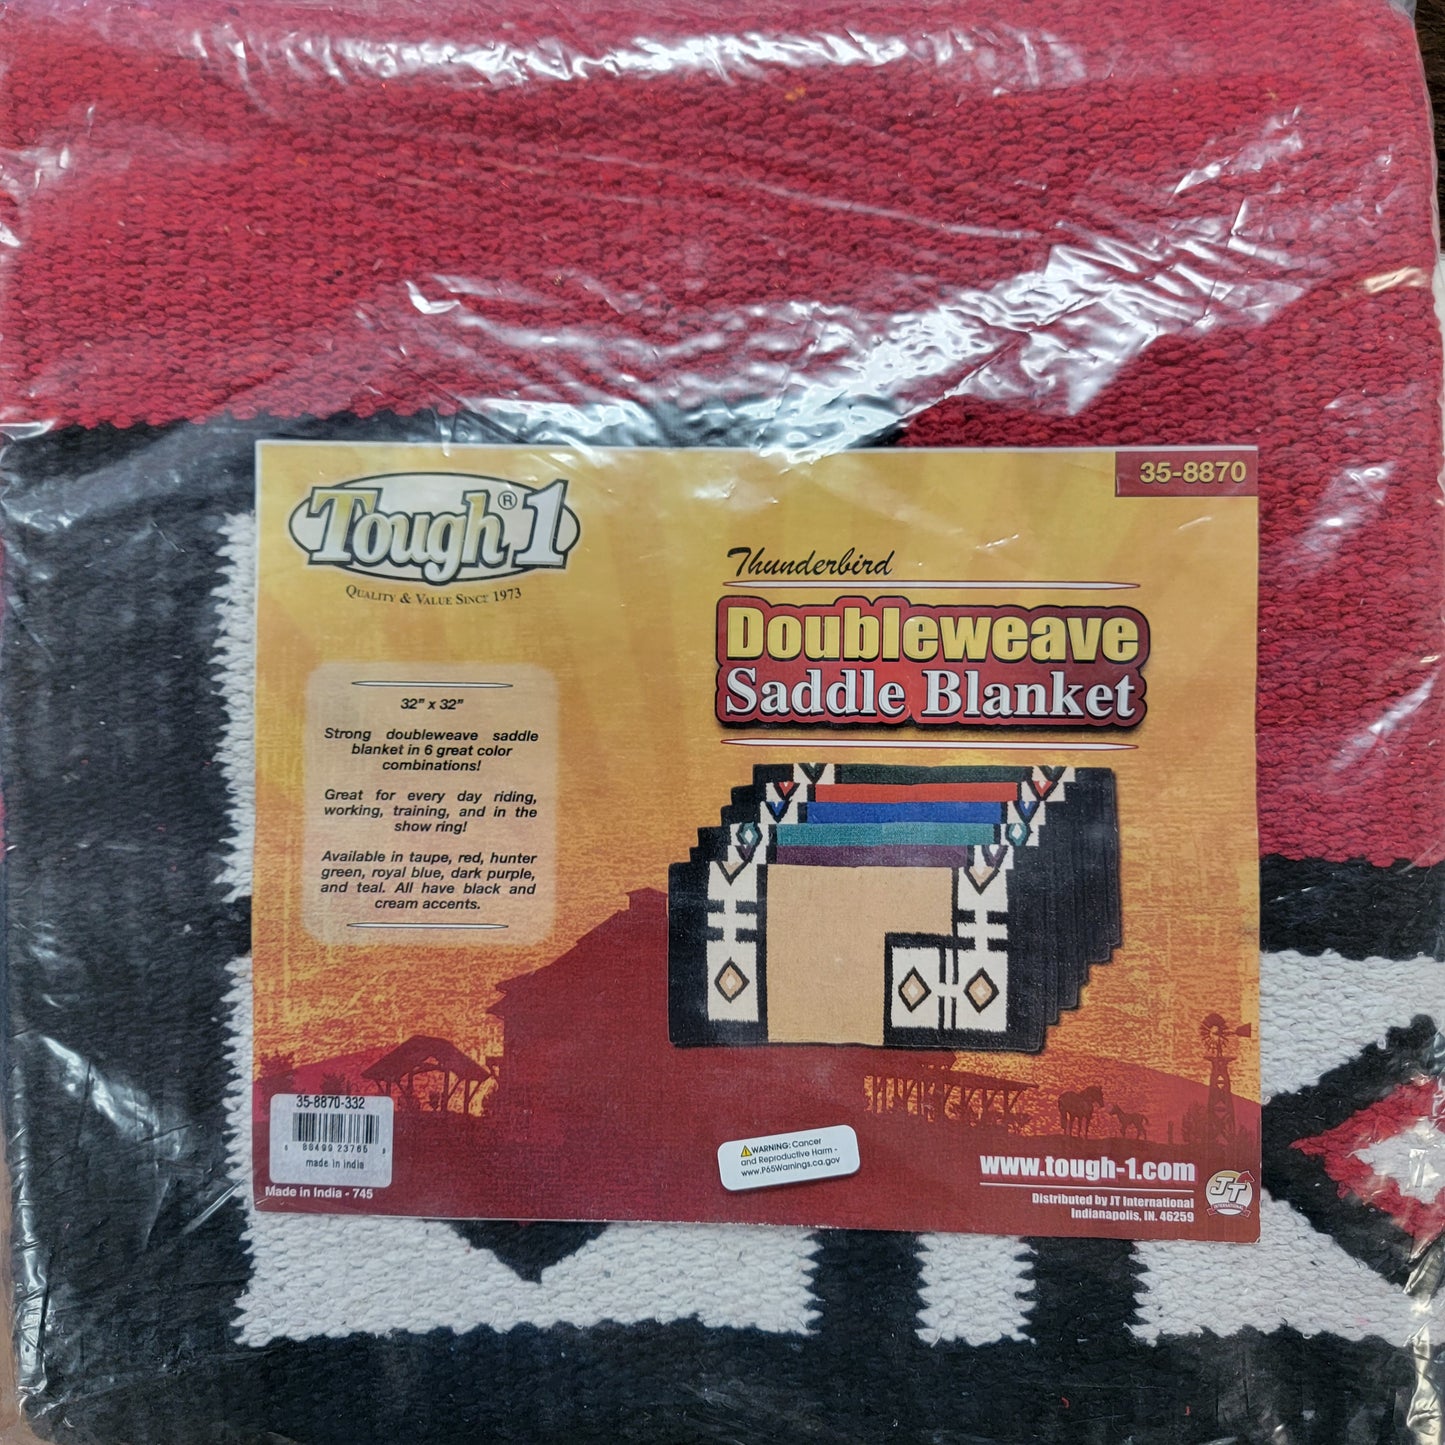 35-8870
Tough®1
Quality & Value Since 1973
Thunderbird
Doubleweave
Saddle Blanket
32" x 32"
Strong doubleweave saddle
blanket in 6 great color
combinations!
Great for every day riding,
working, training, and in the
show ring!
Available in taupe, red, hunter
green, royal blue, dark purple,
and teal. All have black and
cream accents.
35-8870-332
88499 23765
made in india
Made in India - 745
WARNING: Cancer
and Reproductive Harm -
www.P65Warnings.ca.gov
www.tough-1.com
Distributed by JT International
Indianapolis, IN. 46259
JT
INTERNATIONAL